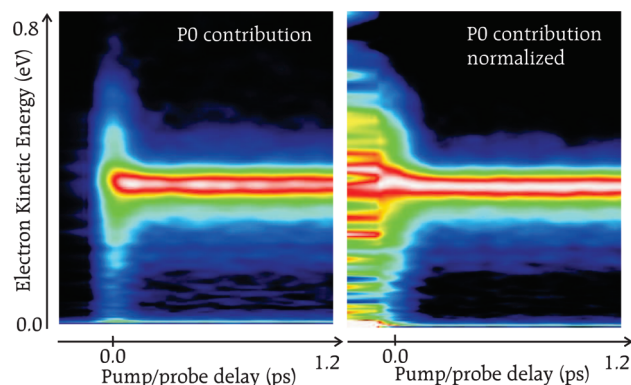 0.8
P0 contribution
P0 contribution
normalized
Electron Kinetic Energy (eV)
0.0
0.0
1.2
0.0
1.2
Pump/probe delay (ps)
Pump/probe delay (ps)